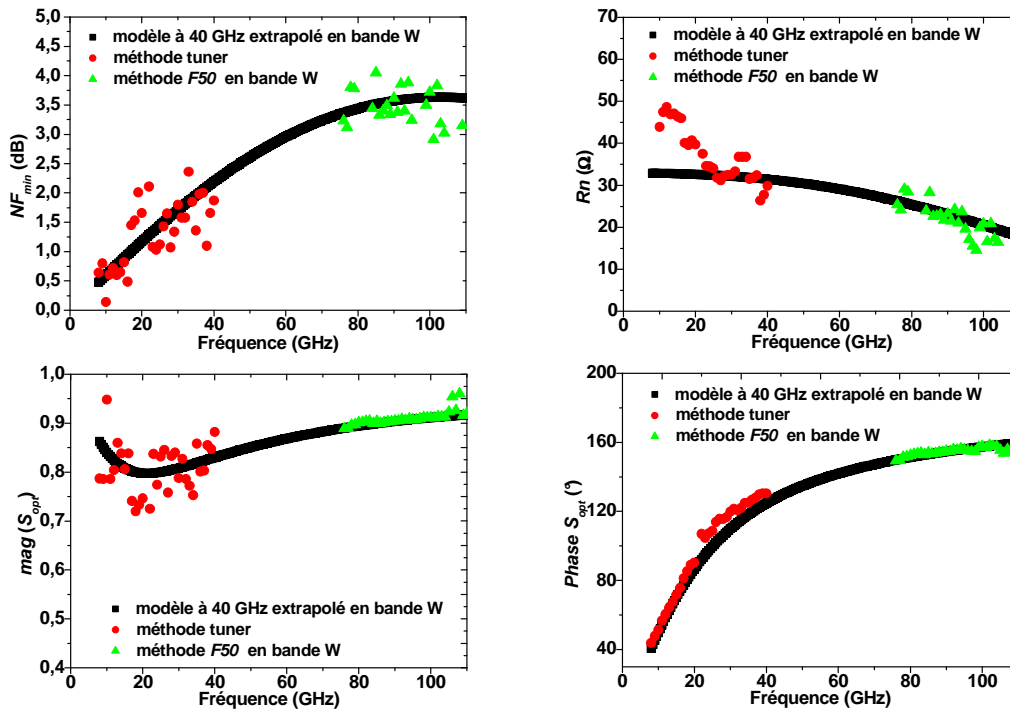 5,0
4,5
4,0
3,5
3,0
2,5
2,0
1,5
1,0
0,5
0,0
NF_min (dB)
modèle à 40 GHz extrapolé en bande W
méthode tuner
méthode F50 en bande W
0 20 40 60 80 100
Fréquence (GHz)
70
60
50
40
30
20
10
0
Rn (Ω)
modèle à 40 GHz extrapolé en bande W
méthode tuner
méthode F50 en bande W
0 20 40 60 80 100
Fréquence (GHz)
1,0
0,9
0,8
0,7
0,6
0,5
0,4
mag (S_opt)
modèle à 40 GHz extrapolé en bande W
méthode tuner
méthode F50 en bande W
0 20 40 60 80 100
Fréquence (GHz)
200
160
120
80
40
Phase S_opt (°)
modèle à 40 GHz extrapolé en bande W
méthode tuner
méthode F50 en bande W
0 20 40 60 80 100
Fréquence (GHz)